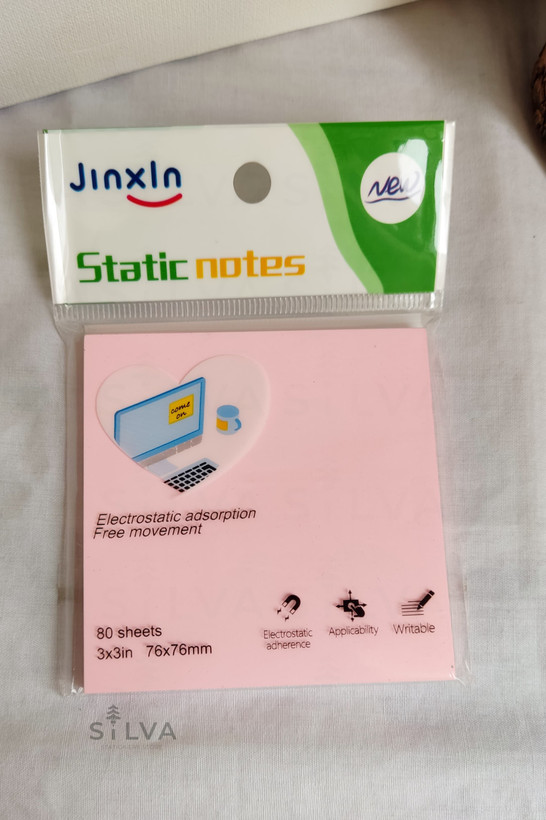 JinxIn
New
Static notes
come
on
Electrostatic adsorption
Free movement
80 sheets
3x3in 76x76mm
Electrostatic
adherence
Applicability
Writable
SiLVA